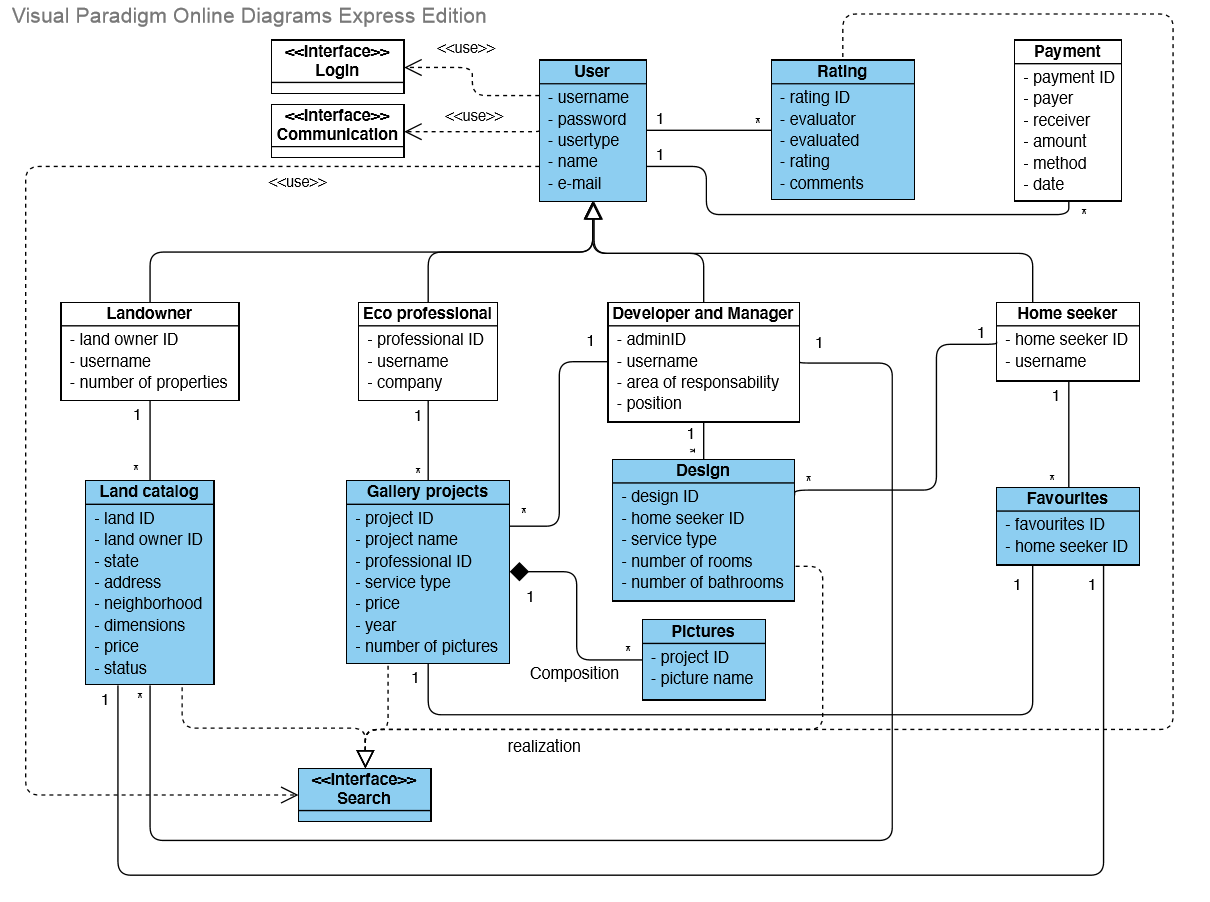 Visual Paradigm Online Diagrams Express Edition
<<Interface>>
Login
<<use>>
<<Interface>>
Communication
<<use>>
<<use>>
User
- username
- password
- usertype
- name
- e-mail
1
*
1
*
Rating
- rating ID
- evaluator
- evaluated
- rating
- comments
Payment
- payment ID
- payer
- receiver
- amount
- method
- date
Landowner
- land owner ID
- username
- number of properties
1
*
Eco professional
- professional ID
- username
- company
1
*
Developer and Manager
- adminID
- username
- area of responsability
- position
1
1
1
*
*
Home seeker
- home seeker ID
- username
1
1
*
*
Land catalog
- land ID
- land owner ID
- state
- address
- neighborhood
- dimensions
- price
- status
1
*
Gallery projects
- project ID
- project name
- professional ID
- service type
- price
- year
- number of pictures
1
1
*
Composition
Design
- design ID
- home seeker ID
- service type
- number of rooms
- number of bathrooms
Pictures
- project ID
- picture name
Favourites
- favourites ID
- home seeker ID
1
1
realization
<<Interface>>
Search